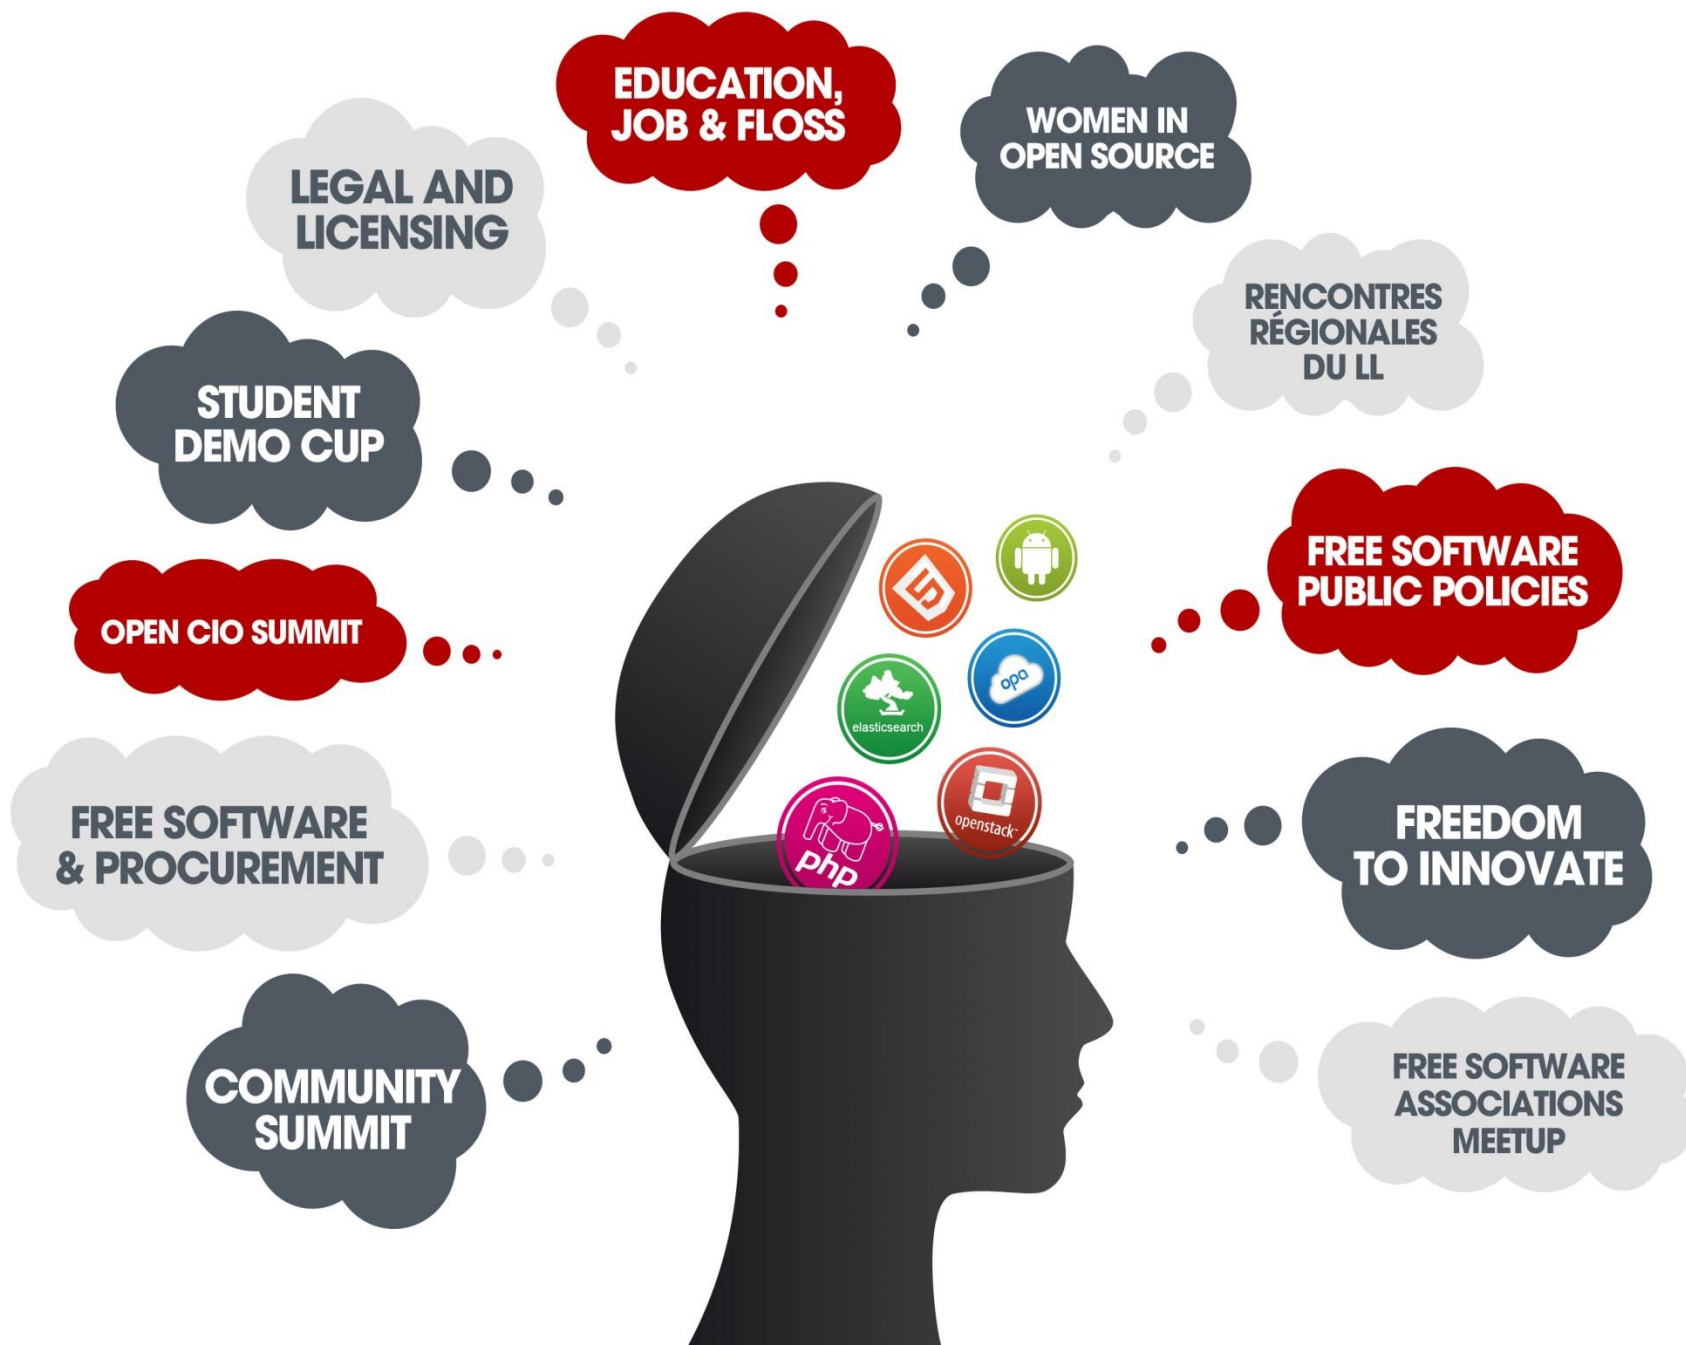 EDUCATION,
JOB & FLOSS
WOMEN IN
OPEN SOURCE
LEGAL AND
LICENSING
RENCONTRES
RÉGIONALES
DU LL
STUDENT
DEMO CUP
FREE SOFTWARE
PUBLIC POLICIES
OPEN CIO SUMMIT
opa
elasticsearch
openstack™
php
FREE SOFTWARE
& PROCUREMENT
FREEDOM
TO INNOVATE
COMMUNITY
SUMMIT
FREE SOFTWARE
ASSOCIATIONS
MEETUP